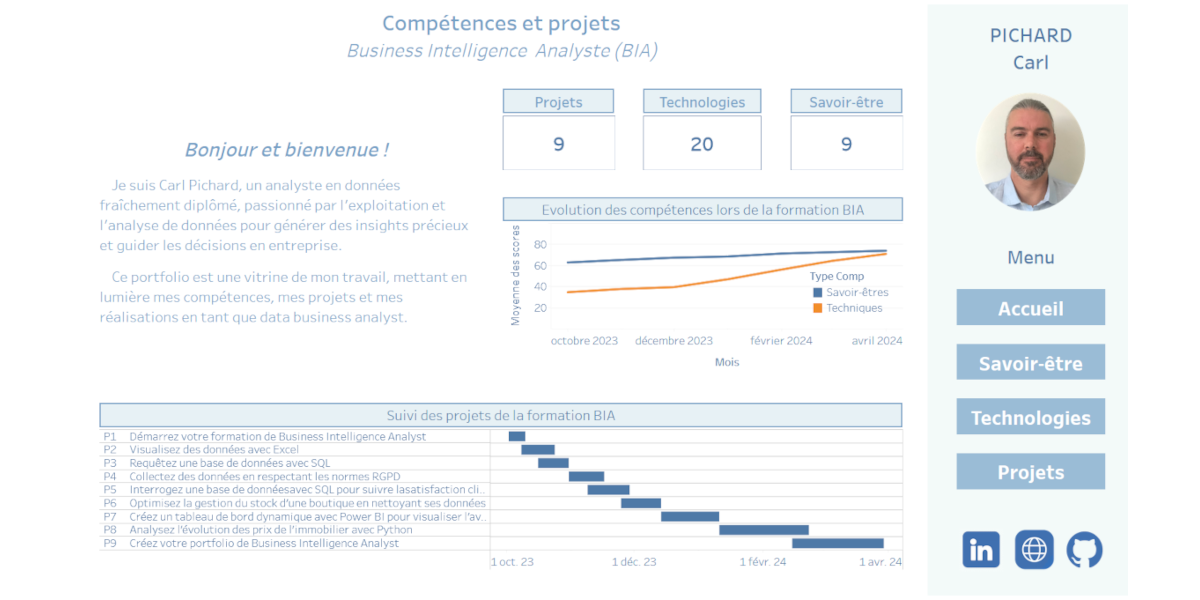 Compétences et projets
Business Intelligence Analyste (BIA)
Bonjour et bienvenue !
Je suis Carl Pichard, un analyste en données
fraîchement diplômé, passionné par l'exploitation et
l'analyse de données pour générer des insights précieux
et guider les décisions en entreprise.
Ce portfolio est une vitrine de mon travail, mettant en
lumière mes compétences, mes projets et mes
réalisations en tant que data business analyst.
Projets Technologies Savoir-être
9 20 9
Evolution des compétences lors de la formation BIA
Moyenne des scores
80
60
40
20
Type Comp
Savoir-êtres
Techniques
octobre 2023 décembre 2023 février 2024 avril 2024
Mois
Suivi des projets de la formation BIA
P1 Démarrez votre formation de Business Intelligence Analyst
P2 Visualisez des données avec Excel
P3 Requêtez une base de données avec SQL
P4 Collectez des données en respectant les normes RGPD
P5 Interrogez une base de donnéesavec SQL pour suivre lasatisfaction cli..
P6 Optimisez la gestion du stock d'une boutique en nettoyant ses données
P7 Créez un tableau de bord dynamique avec Power BI pour visualiser l'av..
P8 Analysez l'évolution des prix de l'immobilier avec Python
P9 Créez votre portfolio de Business Intelligence Analyst
1 oct. 23 1 déc. 23 1 févr. 24 1 avr. 24
PICHARD
Carl
Menu
Accueil
Savoir-être
Technologies
Projets
in